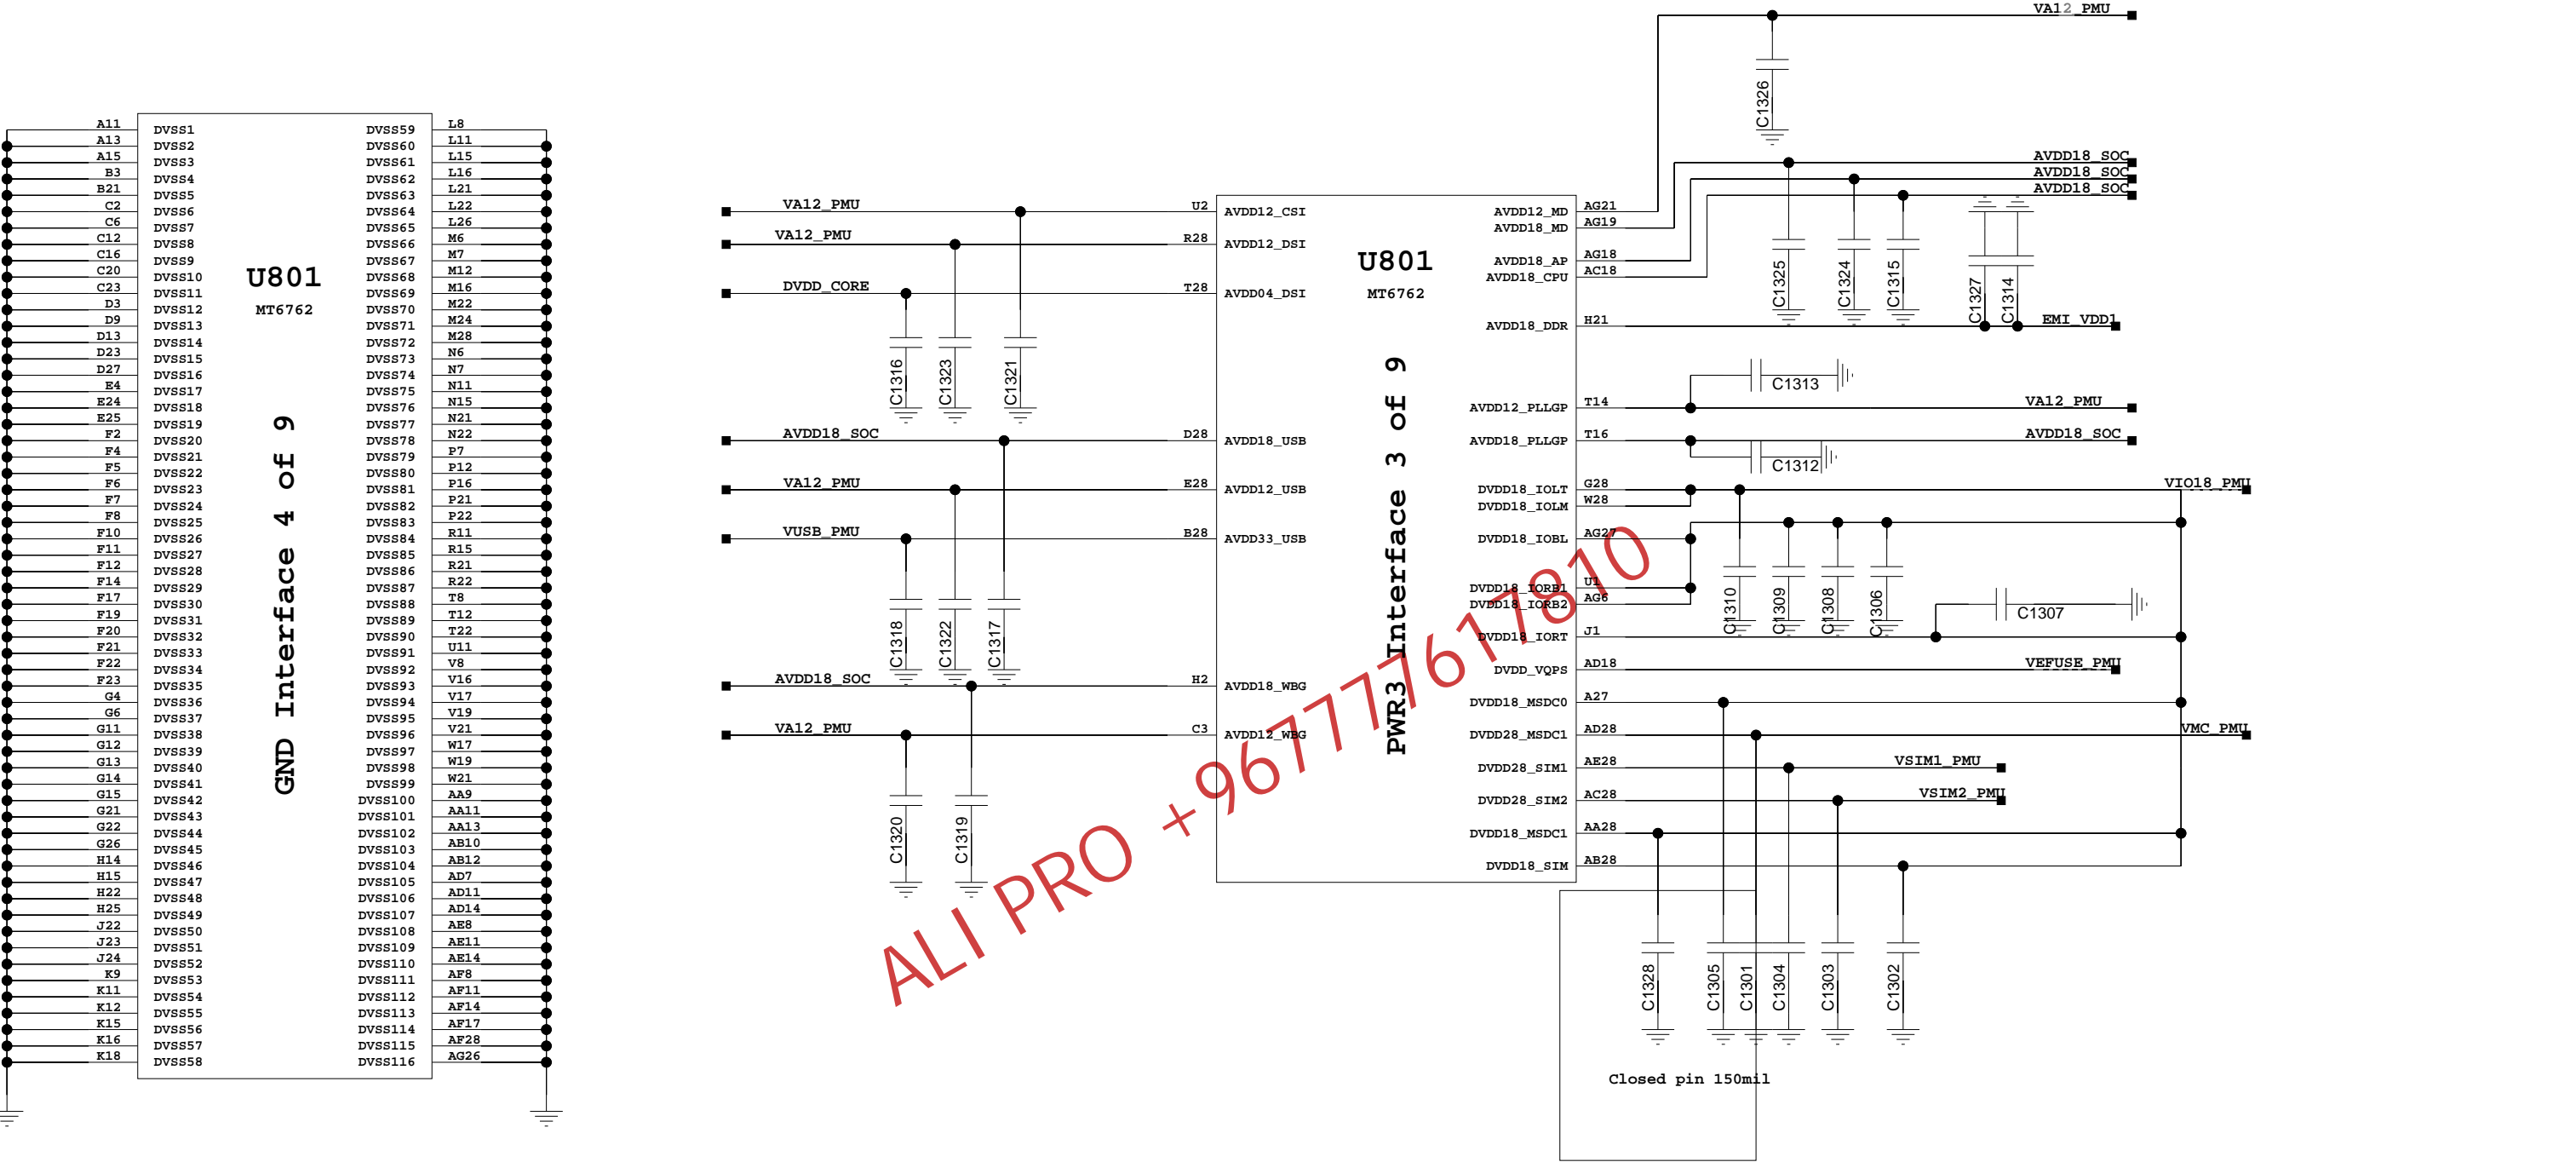 A11 DVSS1 DVSS59 L8
A13 DVSS2 DVSS60 L11
A15 DVSS3 DVSS61 L15
B3 DVSS4 DVSS62 L16
B21 DVSS5 DVSS63 L21
C2 DVSS6 DVSS64 L22
C6 DVSS7 DVSS65 L26
C12 DVSS8 DVSS66 M6
C16 DVSS9 DVSS67 M7
C20 DVSS10 DVSS68 M12
C23 DVSS11 DVSS69 M16
D3 DVSS12 DVSS70 M22
D9 DVSS13 DVSS71 M24
D13 DVSS14 DVSS72 M28
D23 DVSS15 DVSS73 N6
D27 DVSS16 DVSS74 N7
E4 DVSS17 DVSS75 N11
E24 DVSS18 DVSS76 N15
E25 DVSS19 DVSS77 N21
F2 DVSS20 DVSS78 N22
F4 DVSS21 DVSS79 P7
F5 DVSS22 DVSS80 P12
F6 DVSS23 DVSS81 P16
F7 DVSS24 DVSS82 P21
F8 DVSS25 DVSS83 P22
F10 DVSS26 DVSS84 R11
F11 DVSS27 DVSS85 R15
F12 DVSS28 DVSS86 R21
F14 DVSS29 DVSS87 R22
F17 DVSS30 DVSS88 T8
F19 DVSS31 DVSS89 T12
F20 DVSS32 DVSS90 T22
F21 DVSS33 DVSS91 U11
F22 DVSS34 DVSS92 V8
F23 DVSS35 DVSS93 V16
G4 DVSS36 DVSS94 V17
G6 DVSS37 DVSS95 V19
G11 DVSS38 DVSS96 V21
G12 DVSS39 DVSS97 W17
G13 DVSS40 DVSS98 W19
G14 DVSS41 DVSS99 W21
G15 DVSS42 DVSS100 AA9
G21 DVSS43 DVSS101 AA11
G22 DVSS44 DVSS102 AA13
G26 DVSS45 DVSS103 AB10
H14 DVSS46 DVSS104 AB12
H15 DVSS47 DVSS105 AD7
H22 DVSS48 DVSS106 AD11
H25 DVSS49 DVSS107 AD14
J22 DVSS50 DVSS108 AE8
J23 DVSS51 DVSS109 AE11
J24 DVSS52 DVSS110 AE14
K9 DVSS53 DVSS111 AF8
K11 DVSS54 DVSS112 AF11
K12 DVSS55 DVSS113 AF14
K15 DVSS56 DVSS114 AF17
K16 DVSS57 DVSS115 AF28
K18 DVSS58 DVSS116 AG26
U801
MT6762
GND Interface 4 of 9
VA12_PMU U2 AVDD12_CSI
VA12_PMU R28 AVDD12_DSI
DVDD_CORE T28 AVDD04_DSI
C1316 C1323 C1321
AVDD18_SOC D28 AVDD18_USB
VA12_PMU E28 AVDD12_USB
VUSB_PMU B28 AVDD33_USB
C1318 C1322 C1317
AVDD18_SOC H2 AVDD18_WBG
VA12_PMU C3 AVDD12_WBG
C1320 C1319
U801
MT6762
PWR3 Interface 3 of 9
VA12_PMU
C1326
AVDD18_SOC
AVDD18_SOC
AVDD18_SOC
AVDD12_MD AG21
AVDD18_MD AG19
AVDD18_AP AG18
AVDD18_CPU AC18
C1325 C1324 C1315 C1327 C1314
AVDD18_DDR H21 EMI_VDD1
C1313
AVDD12_PLLGP T14 VA12_PMU
AVDD18_PLLGP T16 AVDD18_SOC
C1312
DVDD18_IOLT G28 VIO18_PMU
DVDD18_IOLM W28
DVDD18_IOBL AG27
DVDD18_IORB1 U1
DVDD18_IORB2 AG6
C1310 C1309 C1308 C1306 C1307
DVDD18_IORT J1
DVDD_VQPS AD18 VEFUSE_PMU
DVDD18_MSDC0 A27
DVDD28_MSDC1 AD28 VMC_PMU
DVDD28_SIM1 AE28 VSIM1_PMU
DVDD28_SIM2 AC28 VSIM2_PMU
DVDD18_MSDC1 AA28
DVDD18_SIM AB28
C1328 C1305 C1301 C1304 C1303 C1302
Closed pin 150mil
ALI PRO +967777617810